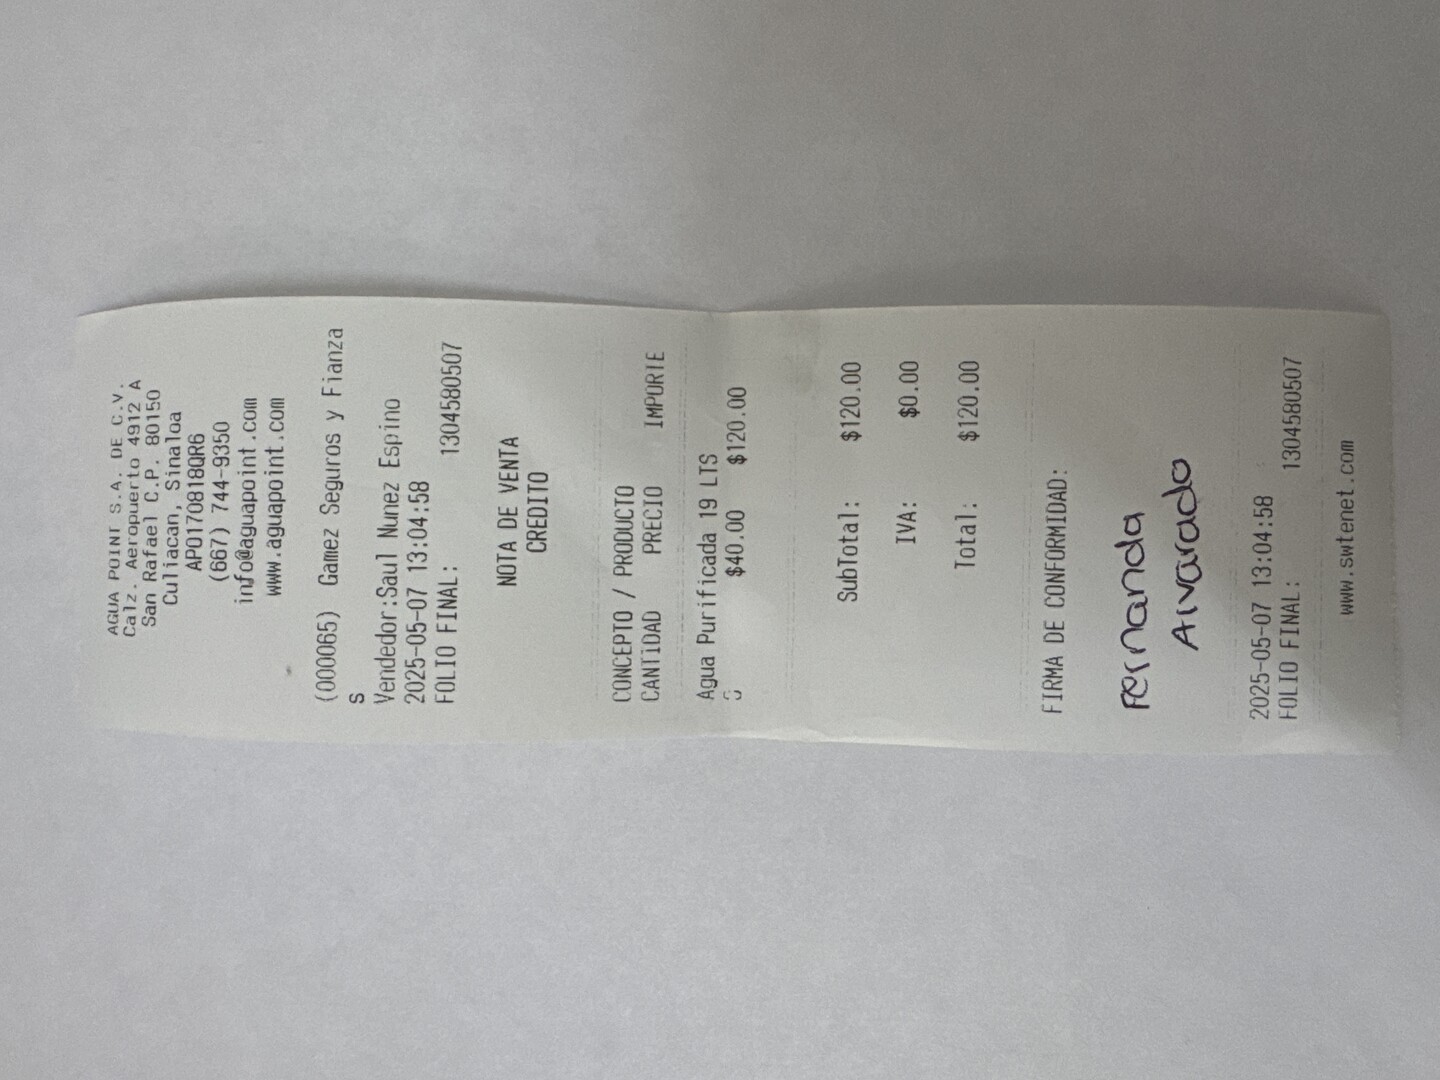 AGUA POINT S.A. DE C.V.
Calz. Aeropuerto 4912 A
San Rafael C.P. 80150
Culiacan, Sinaloa
APO170818QR6
(667) 744-9350
info@aguapoint.com
www.aguapoint.com
(000065) Gamez Seguros y Fianza
s
Vendedor:Saul Nunez Espino
2025-05-07 13:04:58
FOLIO FINAL: 1304580507
NOTA DE VENTA
CREDITO
CONCEPTO / PRODUCTO
CANTIDAD PRECIO IMPORTE
Agua Purificada 19 LTS
$40.00 $120.00
SubTotal: $120.00
IVA: $0.00
Total: $120.00
FIRMA DE CONFORMIDAD:
Fernanda
Alvarado
2025-05-07 13:04:58
FOLIO FINAL: 1304580507
www.swtenet.com